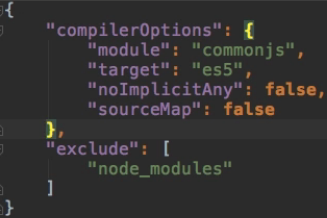 {
"compilerOptions": {
"module": "commonjs",
"target": "es5",
"noImplicitAny": false,
"sourceMap": false
},
"exclude": [
"node_modules"
]
}